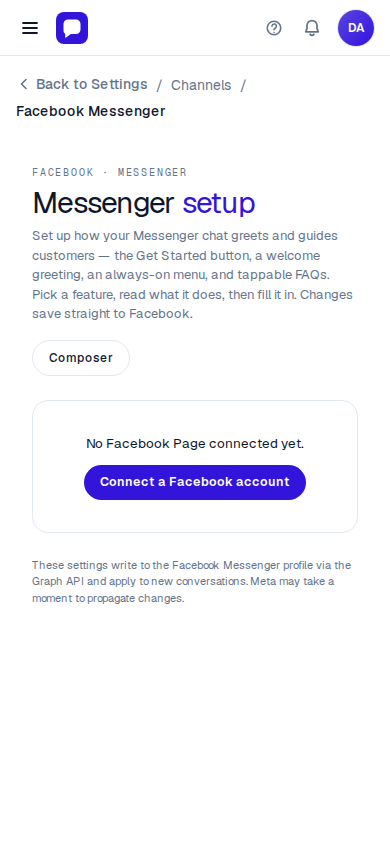 DA
Back to Settings / Channels /
Facebook Messenger
FACEBOOK · MESSENGER
Messenger setup
Set up how your Messenger chat greets and guides
customers — the Get Started button, a welcome
greeting, an always-on menu, and tappable FAQs.
Pick a feature, read what it does, then fill it in. Changes
save straight to Facebook.
Composer
No Facebook Page connected yet.
Connect a Facebook account
These settings write to the Facebook Messenger profile via the
Graph API and apply to new conversations. Meta may take a
moment to propagate changes.